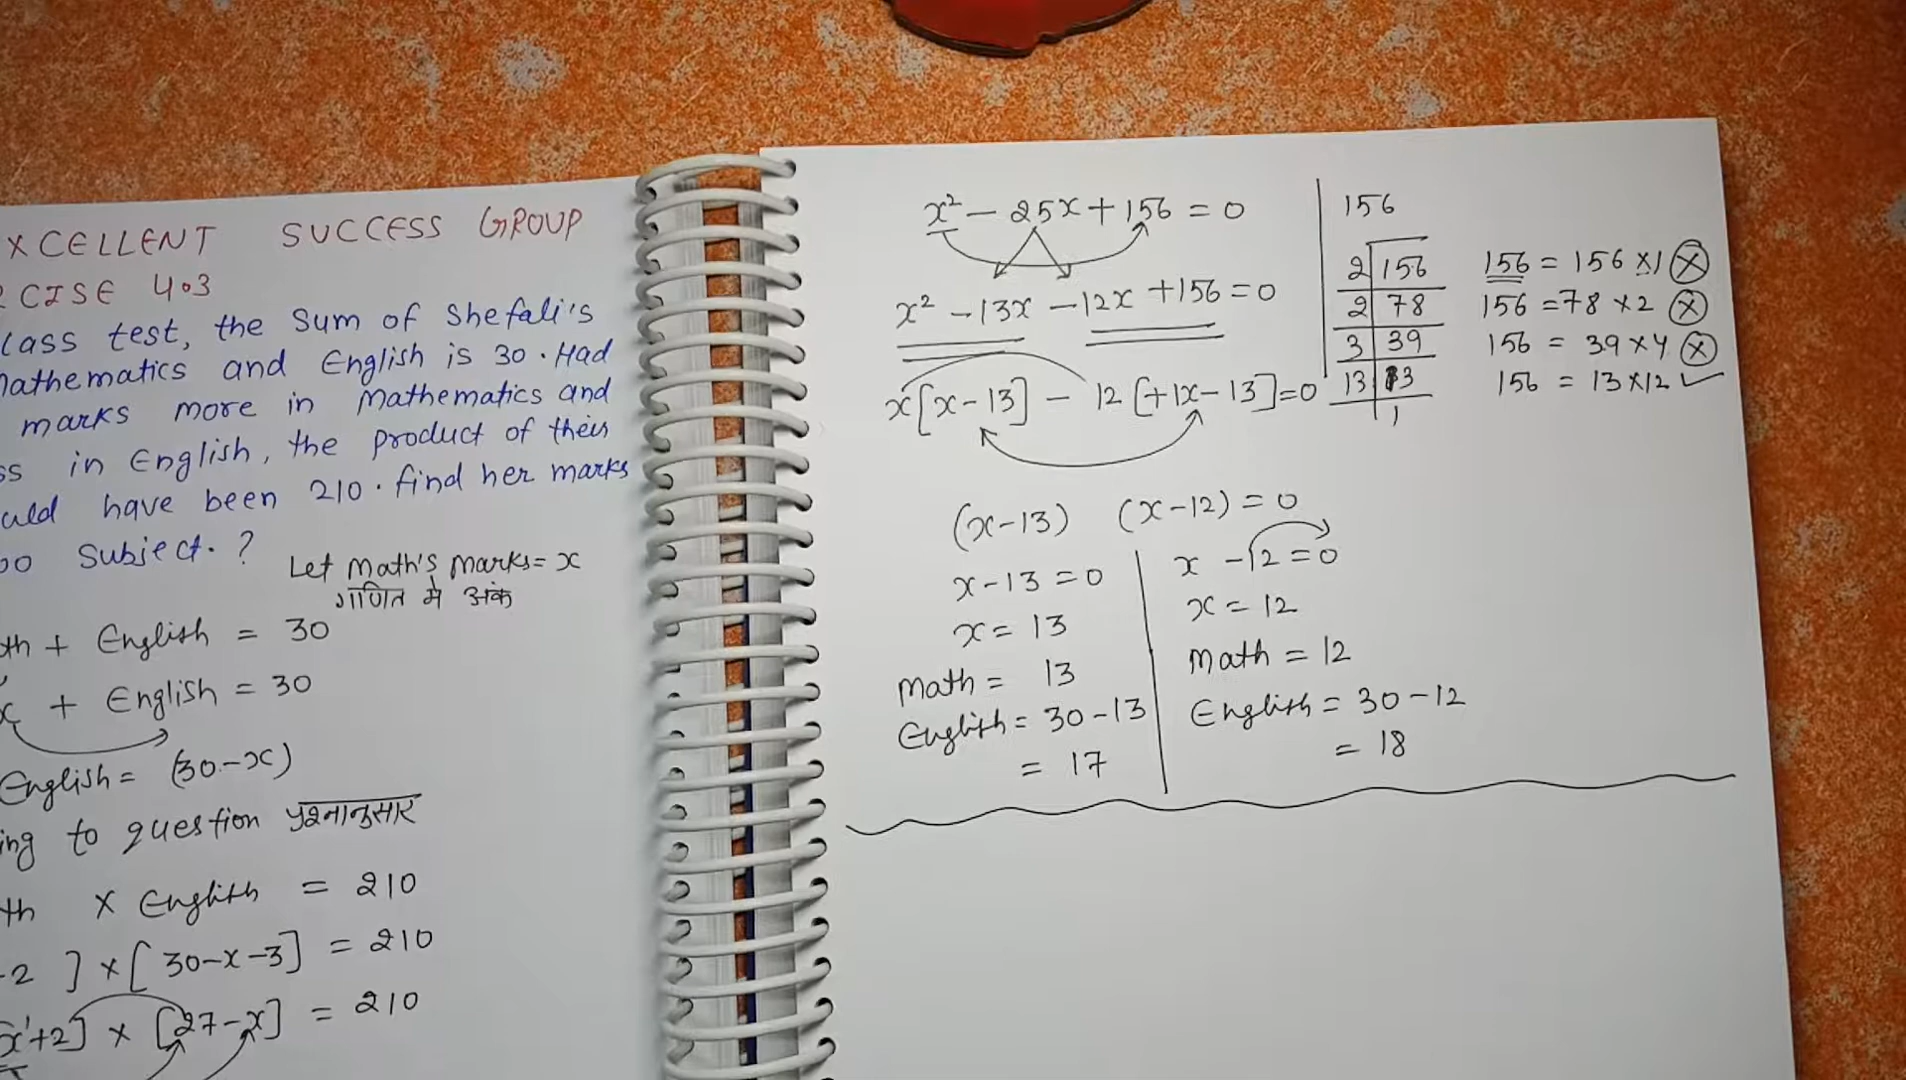 XCELLENT SUCCESS GROUP
CISE 4.3
lass test, the sum of Shefali's
Mathematics and English is 30. Had
marks more in Mathematics and
ss in English, the product of their
uld have been 210. find her marks
Subject.?
Let Math's Marks = x
गणित मे अंक
th + English = 30
x + English = 30
English = (30-x)
ing to question प्रश्नानुसार
th × English = 210
2 ] × [ 30-x-3] = 210
x+2] × [27-x] = 210
x² - 25x + 156 = 0
x² - 13x - 12x + 156 = 0
x[x-13] - 12[+1x-13] = 0
(x-13) (x-12) = 0
x-13 = 0
x = 13
Math = 13
English = 30-13
= 17
x - 12 = 0
x = 12
Math = 12
English = 30-12
= 18
156
2 156
2 78
3 39
13 13
1
156 = 156 × 1 ⊗
156 = 78 × 2 ⊗
156 = 39 × 4 ⊗
156 = 13 × 12 ✓